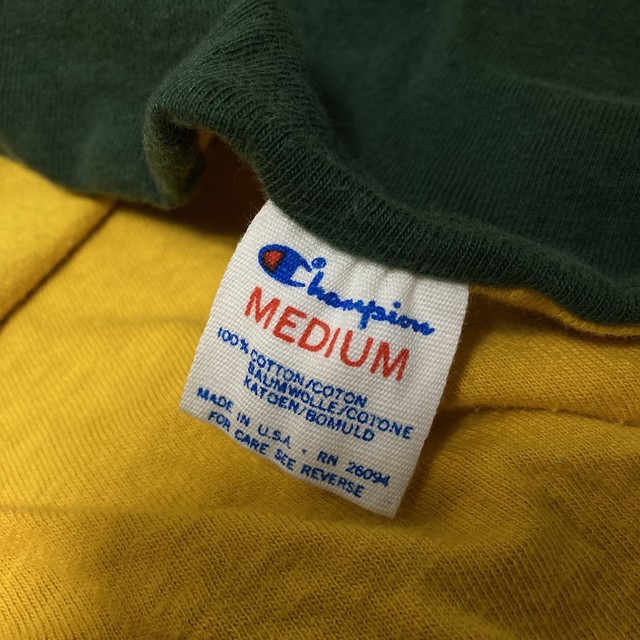 Champion
MEDIUM
100% COTTON/COTON
BAUMWOLLE/COTONE
KATOEN/BOMULD
MADE IN U.S.A. · RN 26094
FOR CARE SEE REVERSE